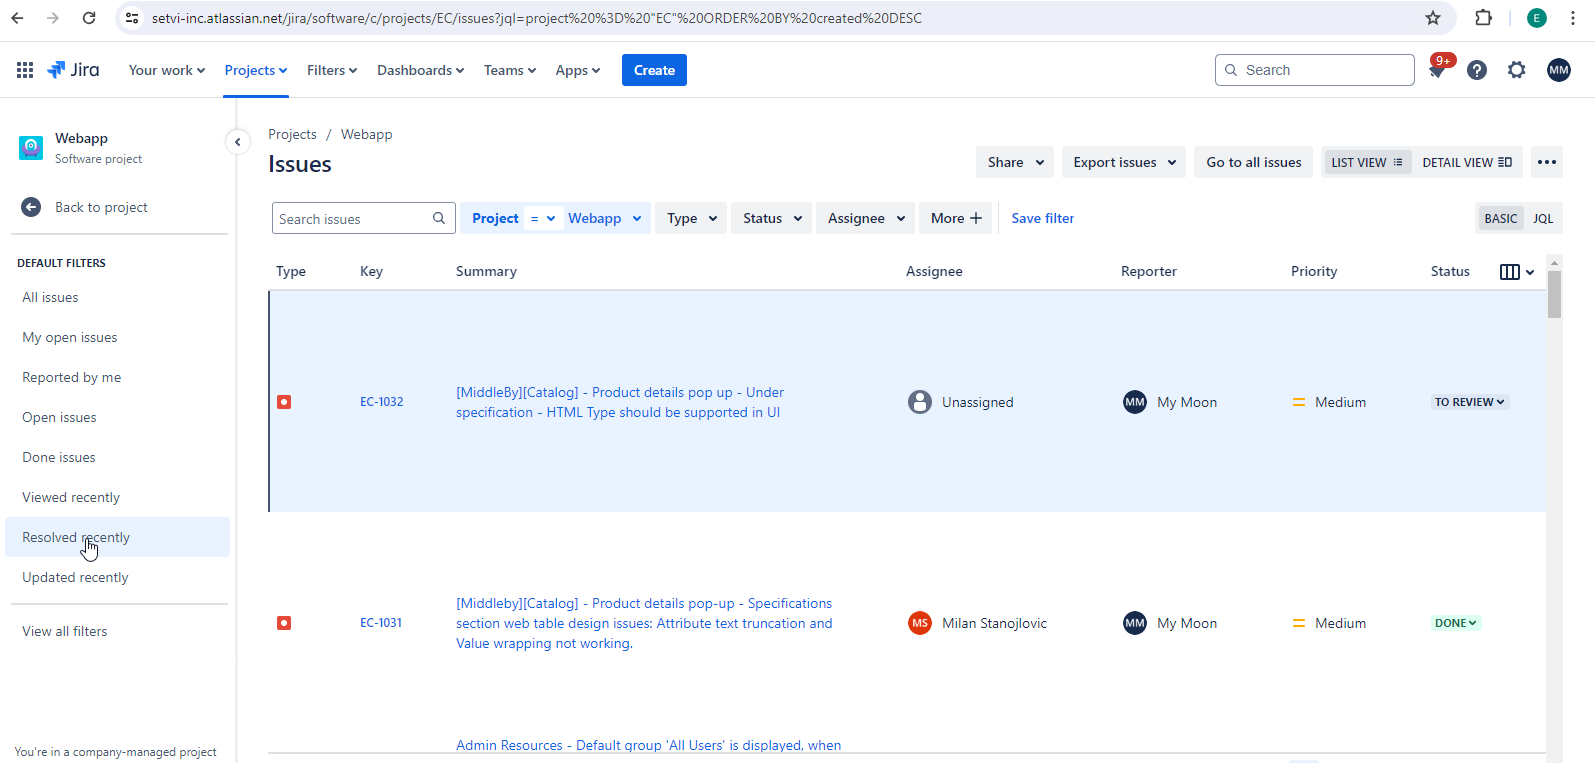 setvi-inc.atlassian.net/jira/software/c/projects/EC/issues?jql=project%20%3D%20"EC"%20ORDER%20BY%20created%20DESC
E
Jira
Your work
Projects
Filters
Dashboards
Teams
Apps
Create
Search
9+
MM
Webapp
Software project
Back to project
DEFAULT FILTERS
All issues
My open issues
Reported by me
Open issues
Done issues
Viewed recently
Resolved recently
Updated recently
View all filters
You're in a company-managed project
Projects / Webapp
Issues
Share
Export issues
Go to all issues
LIST VIEW
DETAIL VIEW
Search issues
Project = Webapp
Type
Status
Assignee
More +
Save filter
BASIC
JQL
Type Key Summary Assignee Reporter Priority Status
EC-1032
[MiddleBy][Catalog] - Product details pop up - Under
specification - HTML Type should be supported in UI
Unassigned
MM My Moon
Medium
TO REVIEW
EC-1031
[Middleby][Catalog] - Product details pop-up - Specifications
section web table design issues: Attribute text truncation and
Value wrapping not working.
MS Milan Stanojlovic
MM My Moon
Medium
DONE
Admin Resources - Default group 'All Users' is displayed, when